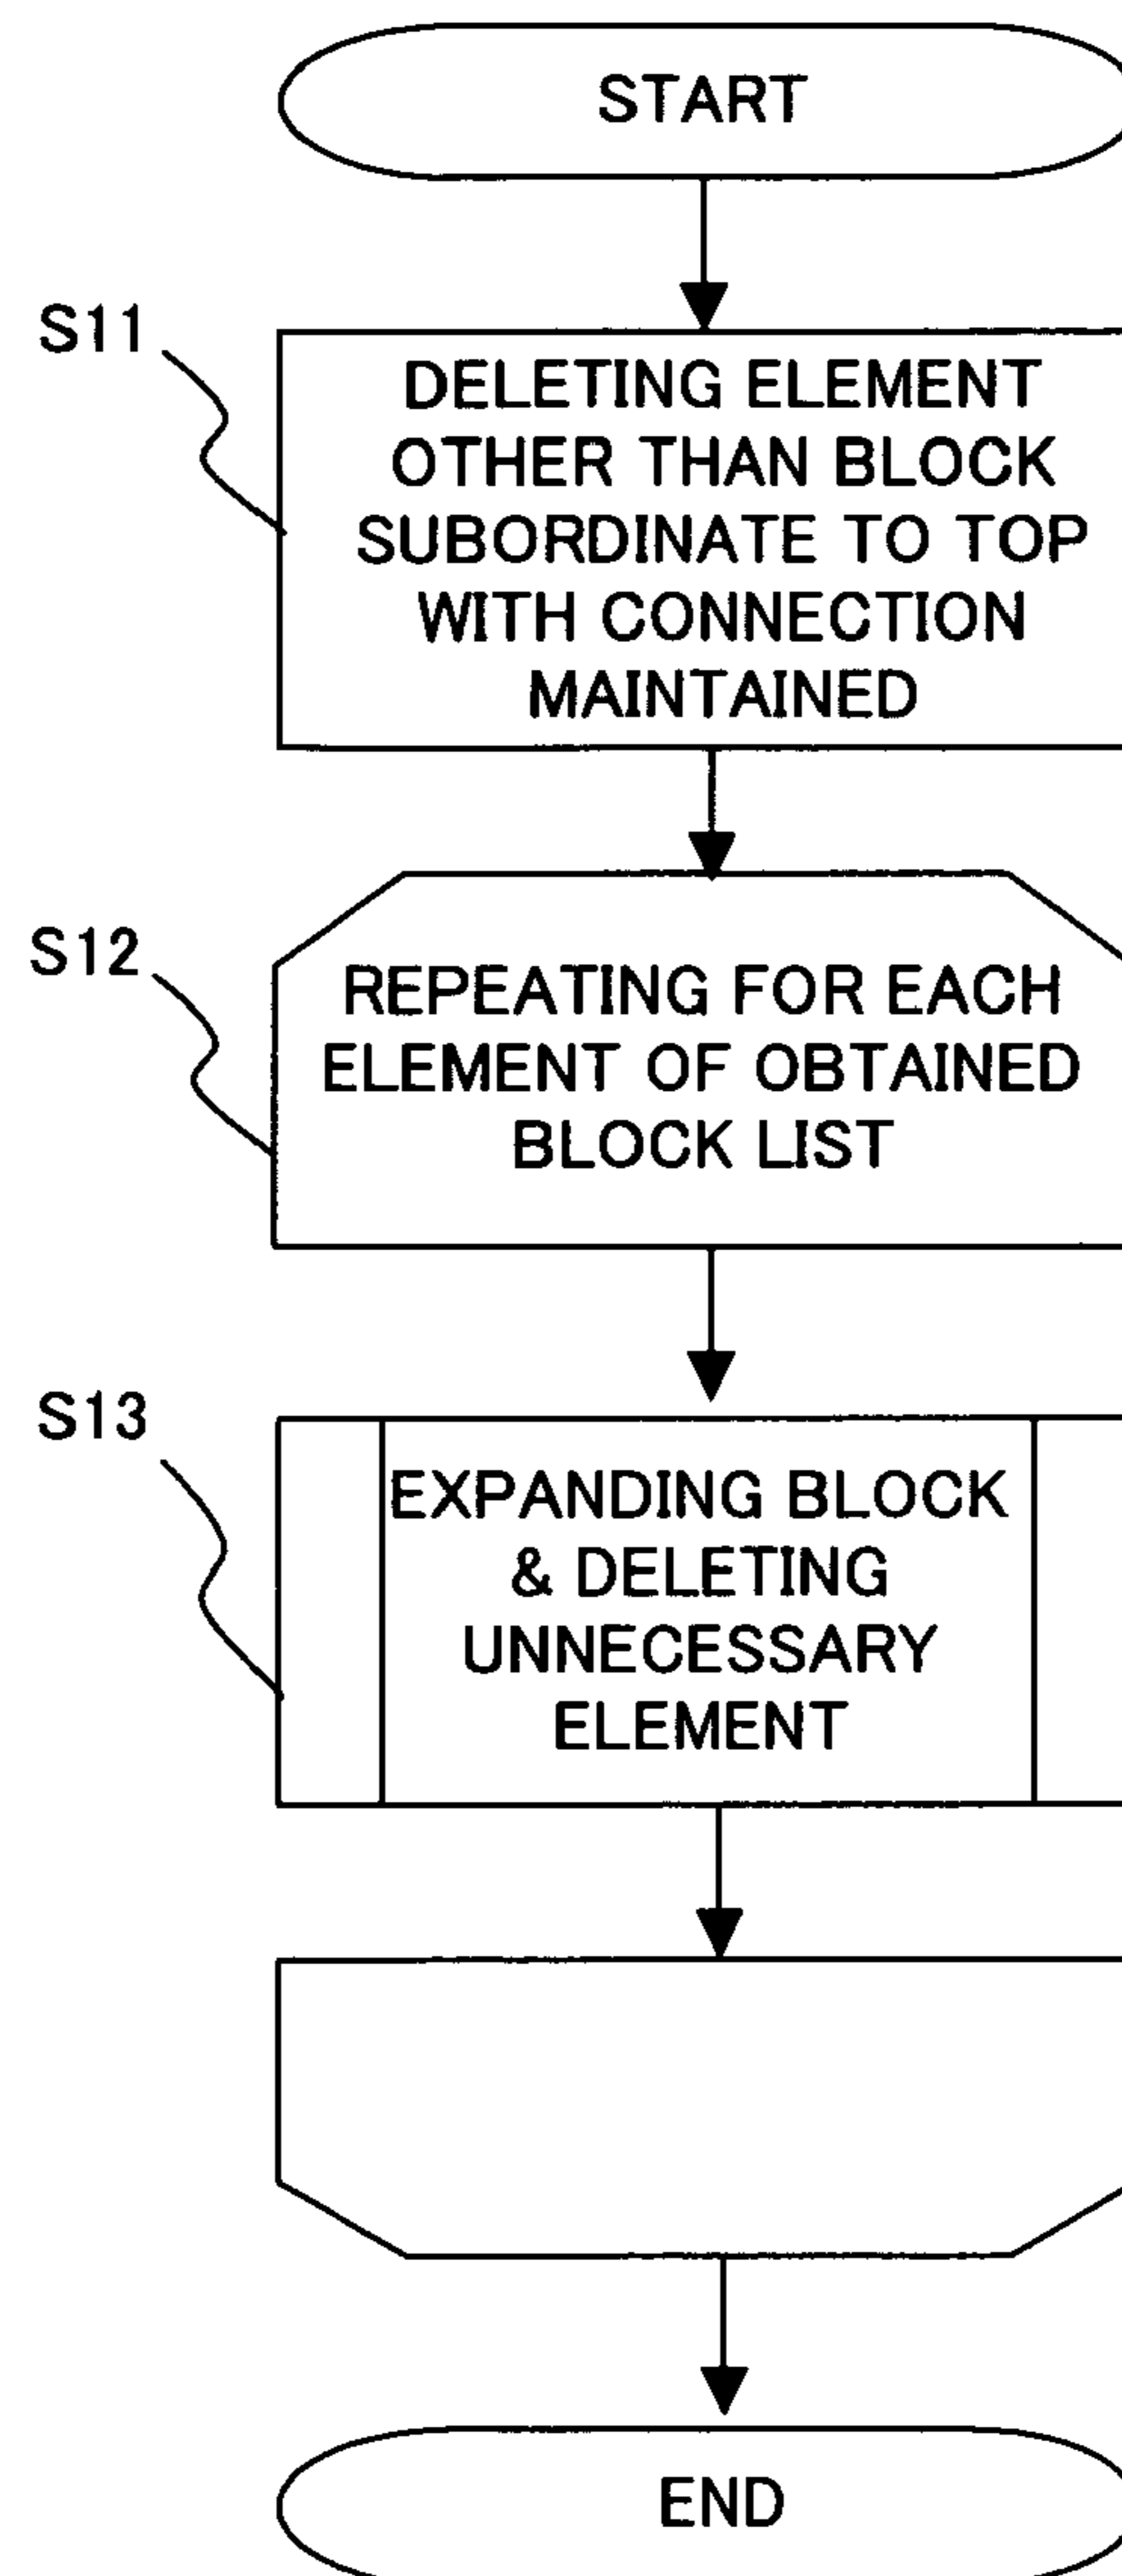 START
S11
DELETING ELEMENT
OTHER THAN BLOCK
SUBORDINATE TO TOP
WITH CONNECTION
MAINTAINED
S12
REPEATING FOR EACH
ELEMENT OF OBTAINED
BLOCK LIST
S13
EXPANDING BLOCK
& DELETING
UNNECESSARY
ELEMENT
END